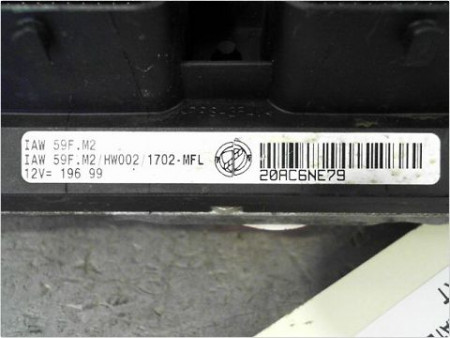 IAW 59F.M2
IAW 59F.M2/HW002/1702-MFL
12V= 196 99
20AC6NE79